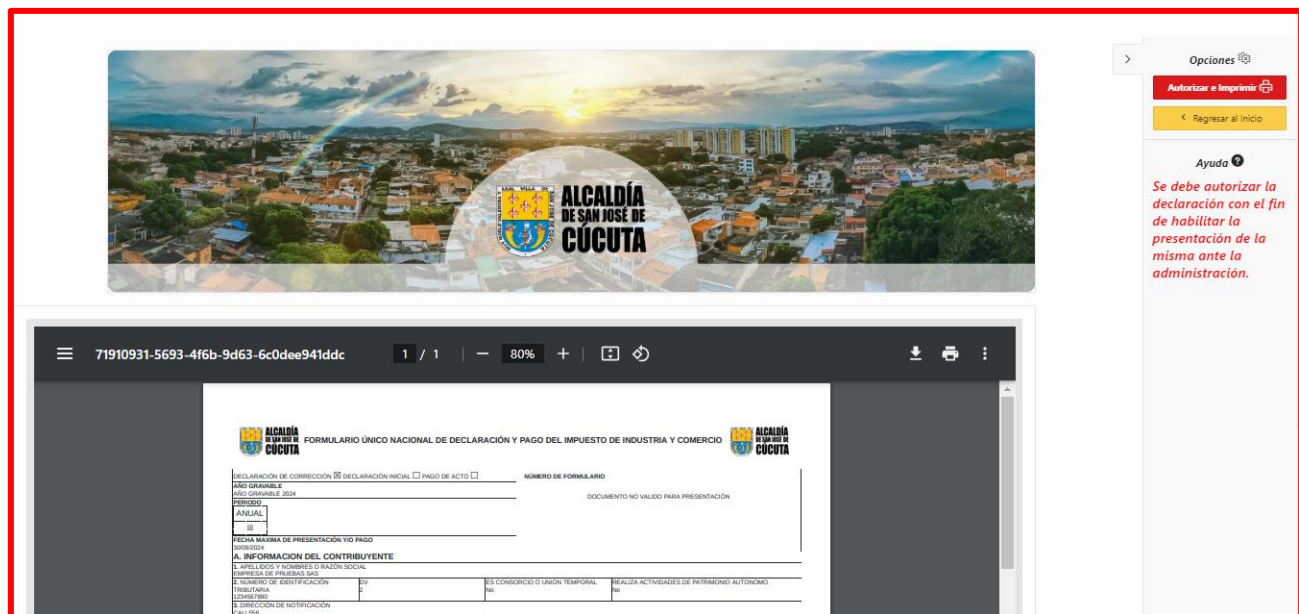 Opciones
Autorizar e Imprimir
Regresar al Inicio
Ayuda
Se debe autorizar la
declaración con el fin
de habilitar la
presentación de la
misma ante la
administración.
ALCALDÍA
DE SAN JOSÉ DE
CÚCUTA
71910931-5693-4f6b-9d63-6c0dee941ddc
1 / 1
80%
ALCALDÍA
DE SAN JOSÉ DE
CÚCUTA
FORMULARIO ÚNICO NACIONAL DE DECLARACIÓN Y PAGO DEL IMPUESTO DE INDUSTRIA Y COMERCIO
ALCALDÍA
DE SAN JOSÉ DE
CÚCUTA
DECLARACIÓN DE CORRECCIÓN ☒ DECLARACIÓN INICIAL ☐ PAGO DE ACTO ☐
NÚMERO DE FORMULARIO
AÑO GRAVABLE
AÑO GRAVABLE 2024
DOCUMENTO NO VALIDO PARA PRESENTACIÓN
PERIODO
ANUAL
☒
FECHA MAXIMA DE PRESENTACIÓN Y/O PAGO
30/08/2024
A. INFORMACION DEL CONTRIBUYENTE
1. APELLIDOS Y NOMBRES O RAZÓN SOCIAL
EMPRESA DE PRUEBAS SAS
2. NÚMERO DE IDENTIFICACIÓN
TRIBUTARIA
1234567890
DV
2
ES CONSORCIO O UNION TEMPORAL
No
REALIZA ACTIVIDADES DE PATRIMONIO AUTONOMO
No
3. DIRECCIÓN DE NOTIFICACIÓN